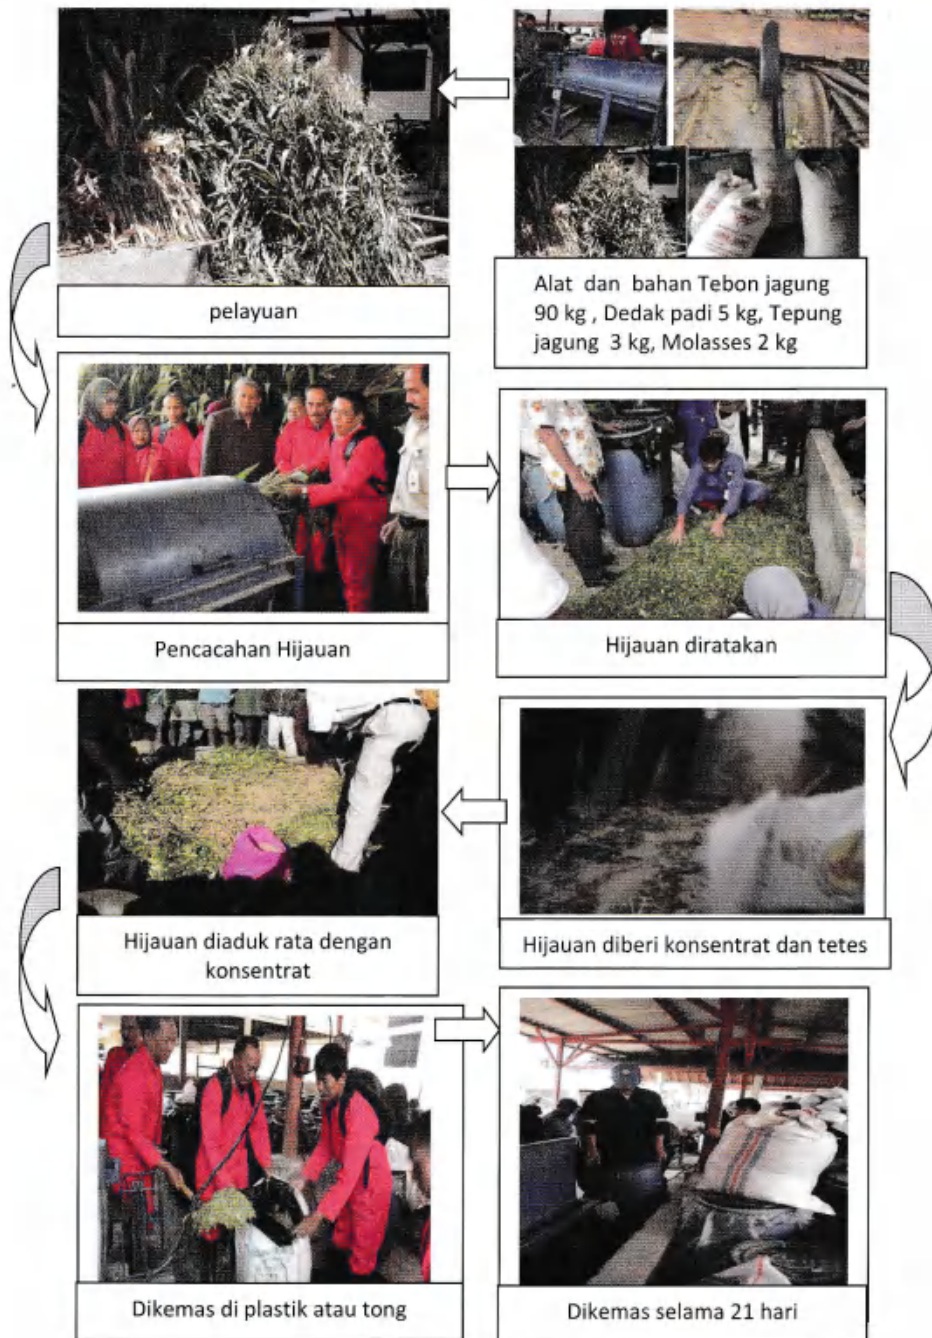 Alat dan bahan Tebon jagung
90 kg , Dedak padi 5 kg, Tepung
jagung 3 kg, Molasses 2 kg
pelayuan
Pencacahan Hijauan
Hijauan diratakan
Hijauan diberi konsentrat dan tetes
Hijauan diaduk rata dengan
konsentrat
Dikemas di plastik atau tong
Dikemas selama 21 hari